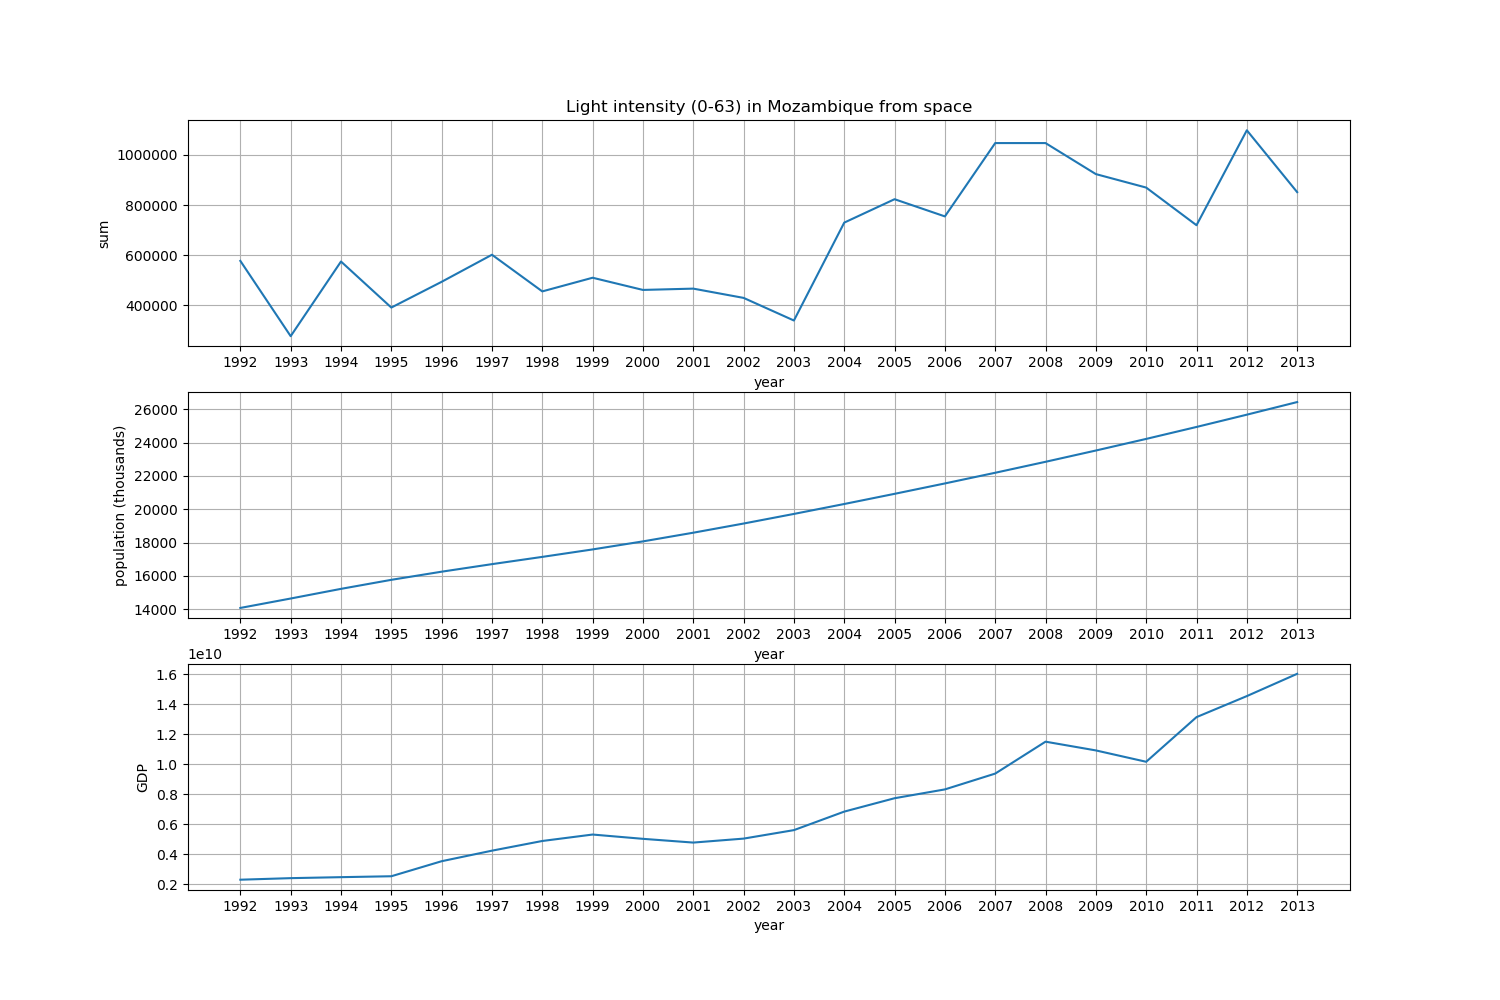 Light intensity (0-63) in Mozambique from space
1000000
800000
600000
400000
sum
1992 1993 1994 1995 1996 1997 1998 1999 2000 2001 2002 2003 2004 2005 2006 2007 2008 2009 2010 2011 2012 2013
year
26000
24000
22000
20000
18000
16000
14000
population (thousands)
1992 1993 1994 1995 1996 1997 1998 1999 2000 2001 2002 2003 2004 2005 2006 2007 2008 2009 2010 2011 2012 2013
year
1e10
1.6
1.4
1.2
1.0
0.8
0.6
0.4
0.2
GDP
1992 1993 1994 1995 1996 1997 1998 1999 2000 2001 2002 2003 2004 2005 2006 2007 2008 2009 2010 2011 2012 2013
year